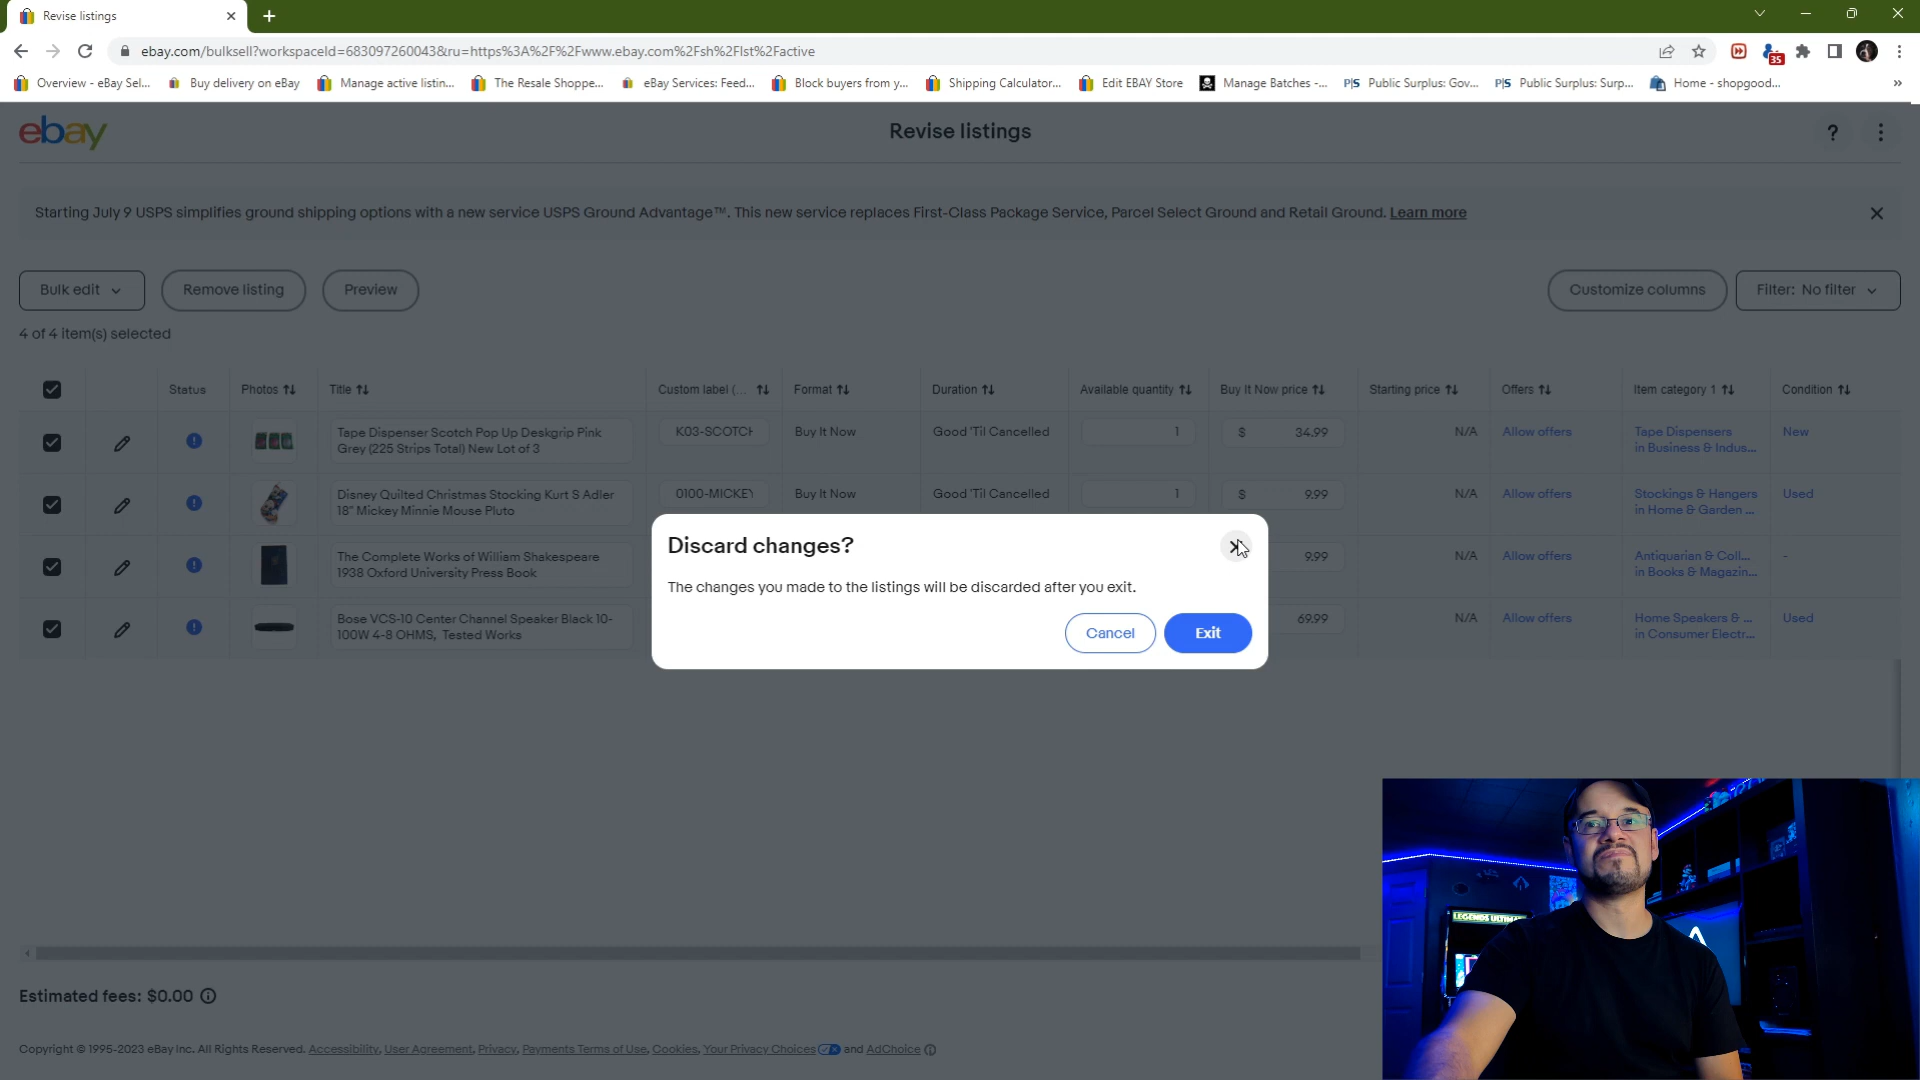 Revise listings
ebay.com/bulksell?workspaceId=683097260043&ru=https%3A%2F%2Fwww.ebay.com%2Fsh%2Flst%2Factive
35
Overview - eBay Sel... Buy delivery on eBay Manage active listin... The Resale Shoppe... eBay Services: Feed... Block buyers from y... Shipping Calculator... Edit EBAY Store Manage Batches -... P|S Public Surplus: Gov... P|S Public Surplus: Surp... Home - shopgood... »
ebay Revise listings ?
Starting July 9 USPS simplifies ground shipping options with a new service USPS Ground Advantage™. This new service replaces First-Class Package Service, Parcel Select Ground and Retail Ground. Learn more
Bulk edit Remove listing Preview Customize columns Filter: No filter
4 of 4 item(s) selected
Status Photos Title Custom label (... Format Duration Available quantity Buy It Now price Starting price Offers Item category 1 Condition
Tape Dispenser Scotch Pop Up Deskgrip Pink K03-SCOTCH Buy It Now Good 'Til Cancelled 1 $ 34.99 N/A Allow offers Tape Dispensers New
Grey (225 Strips Total) New Lot of 3 in Business & Indus...
Disney Quilted Christmas Stocking Kurt S Adler 0100-MICKEY Buy It Now Good 'Til Cancelled 1 $ 9.99 N/A Allow offers Stockings & Hangers Used
18" Mickey Minnie Mouse Pluto in Home & Garden ...
The Complete Works of William Shakespeare 9.99 N/A Allow offers Antiquarian & Coll... -
1938 Oxford University Press Book in Books & Magazin...
Bose VCS-10 Center Channel Speaker Black 10- 69.99 N/A Allow offers Home Speakers & ... Used
100W 4-8 OHMS, Tested Works in Consumer Electr...
Discard changes?
The changes you made to the listings will be discarded after you exit.
Cancel Exit
LEGENDS ULTIMA
Estimated fees: $0.00
Copyright © 1995-2023 eBay Inc. All Rights Reserved. Accessibility, User Agreement, Privacy, Payments Terms of Use, Cookies, Your Privacy Choices and AdChoice